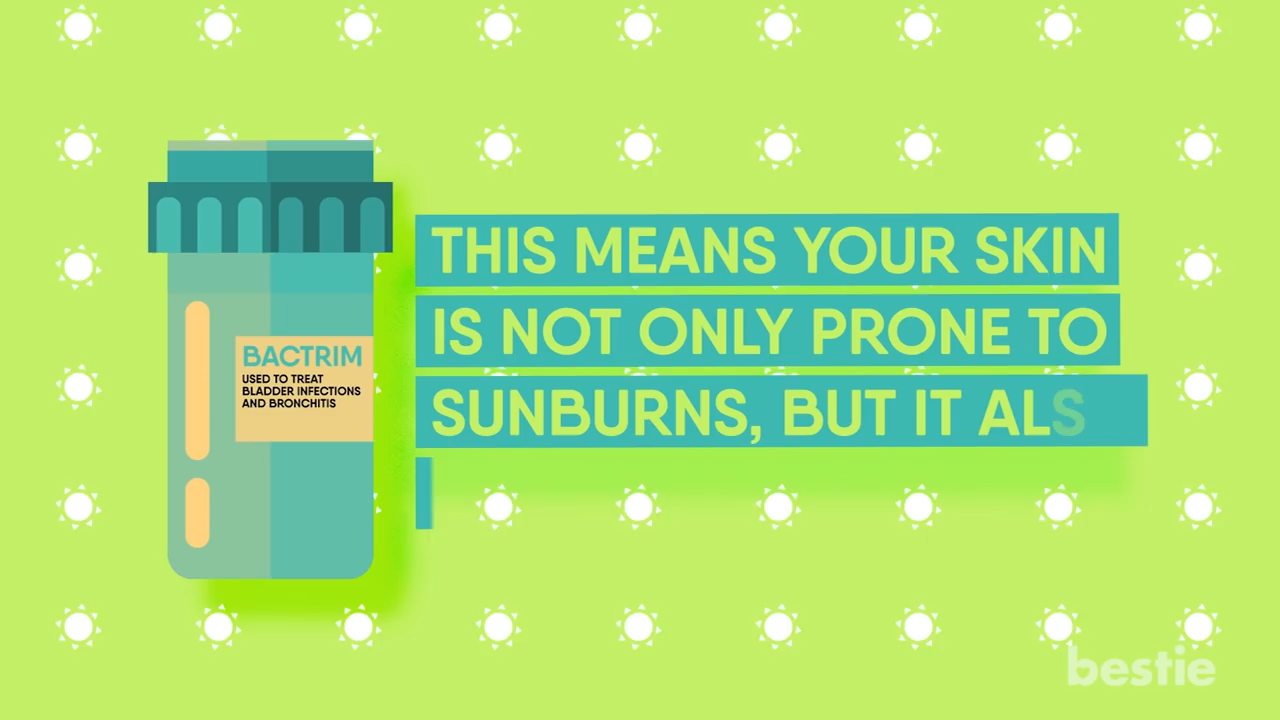 BACTRIM
USED TO TREAT
BLADDER INFECTIONS
AND BRONCHITIS
THIS MEANS YOUR SKIN
IS NOT ONLY PRONE TO
SUNBURNS, BUT IT ALS
bestie